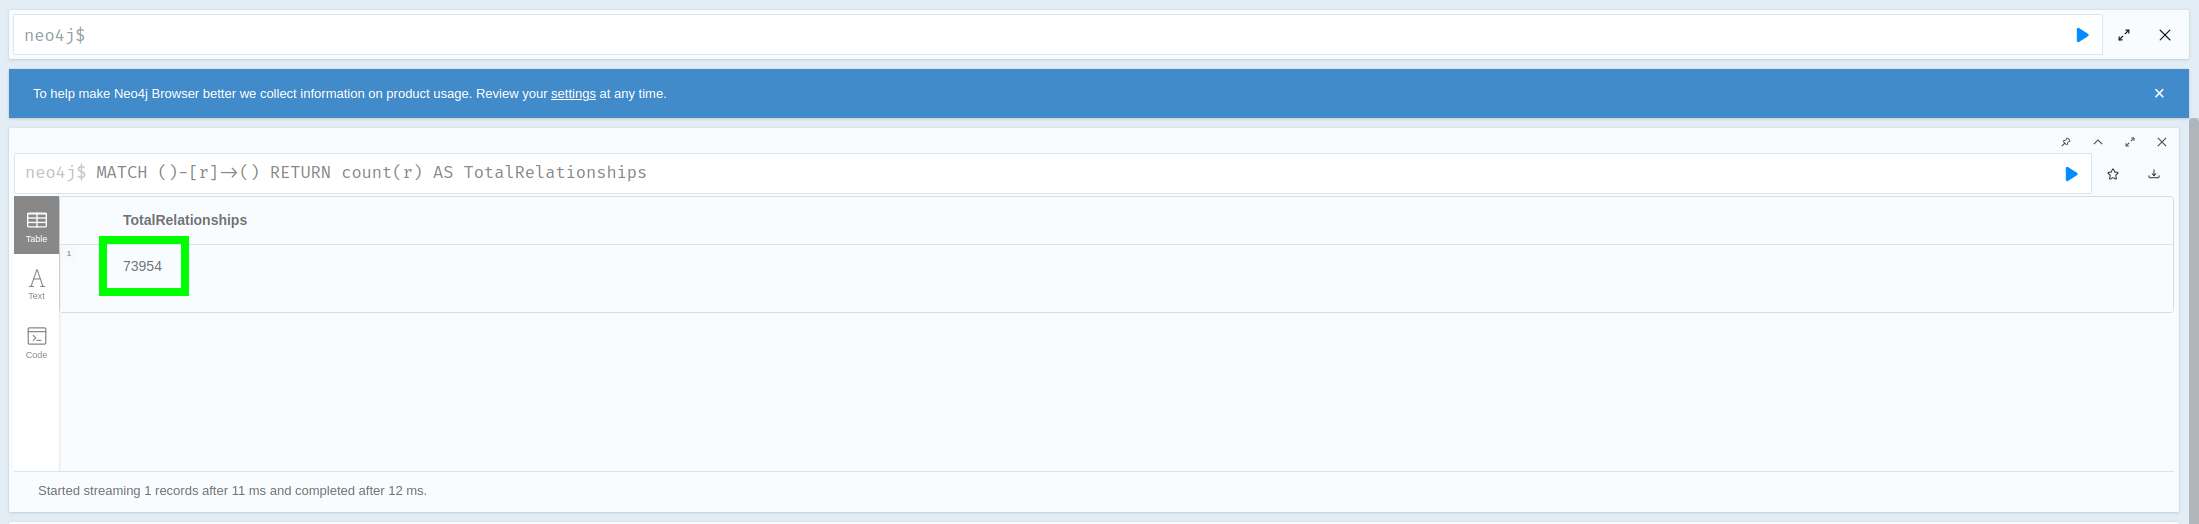 neo4j$
To help make Neo4j Browser better we collect information on product usage. Review your settings at any time.
neo4j$ MATCH ()-[r]->() RETURN count(r) AS TotalRelationships
TotalRelationships
Table
1
73954
Text
Code
Started streaming 1 records after 11 ms and completed after 12 ms.